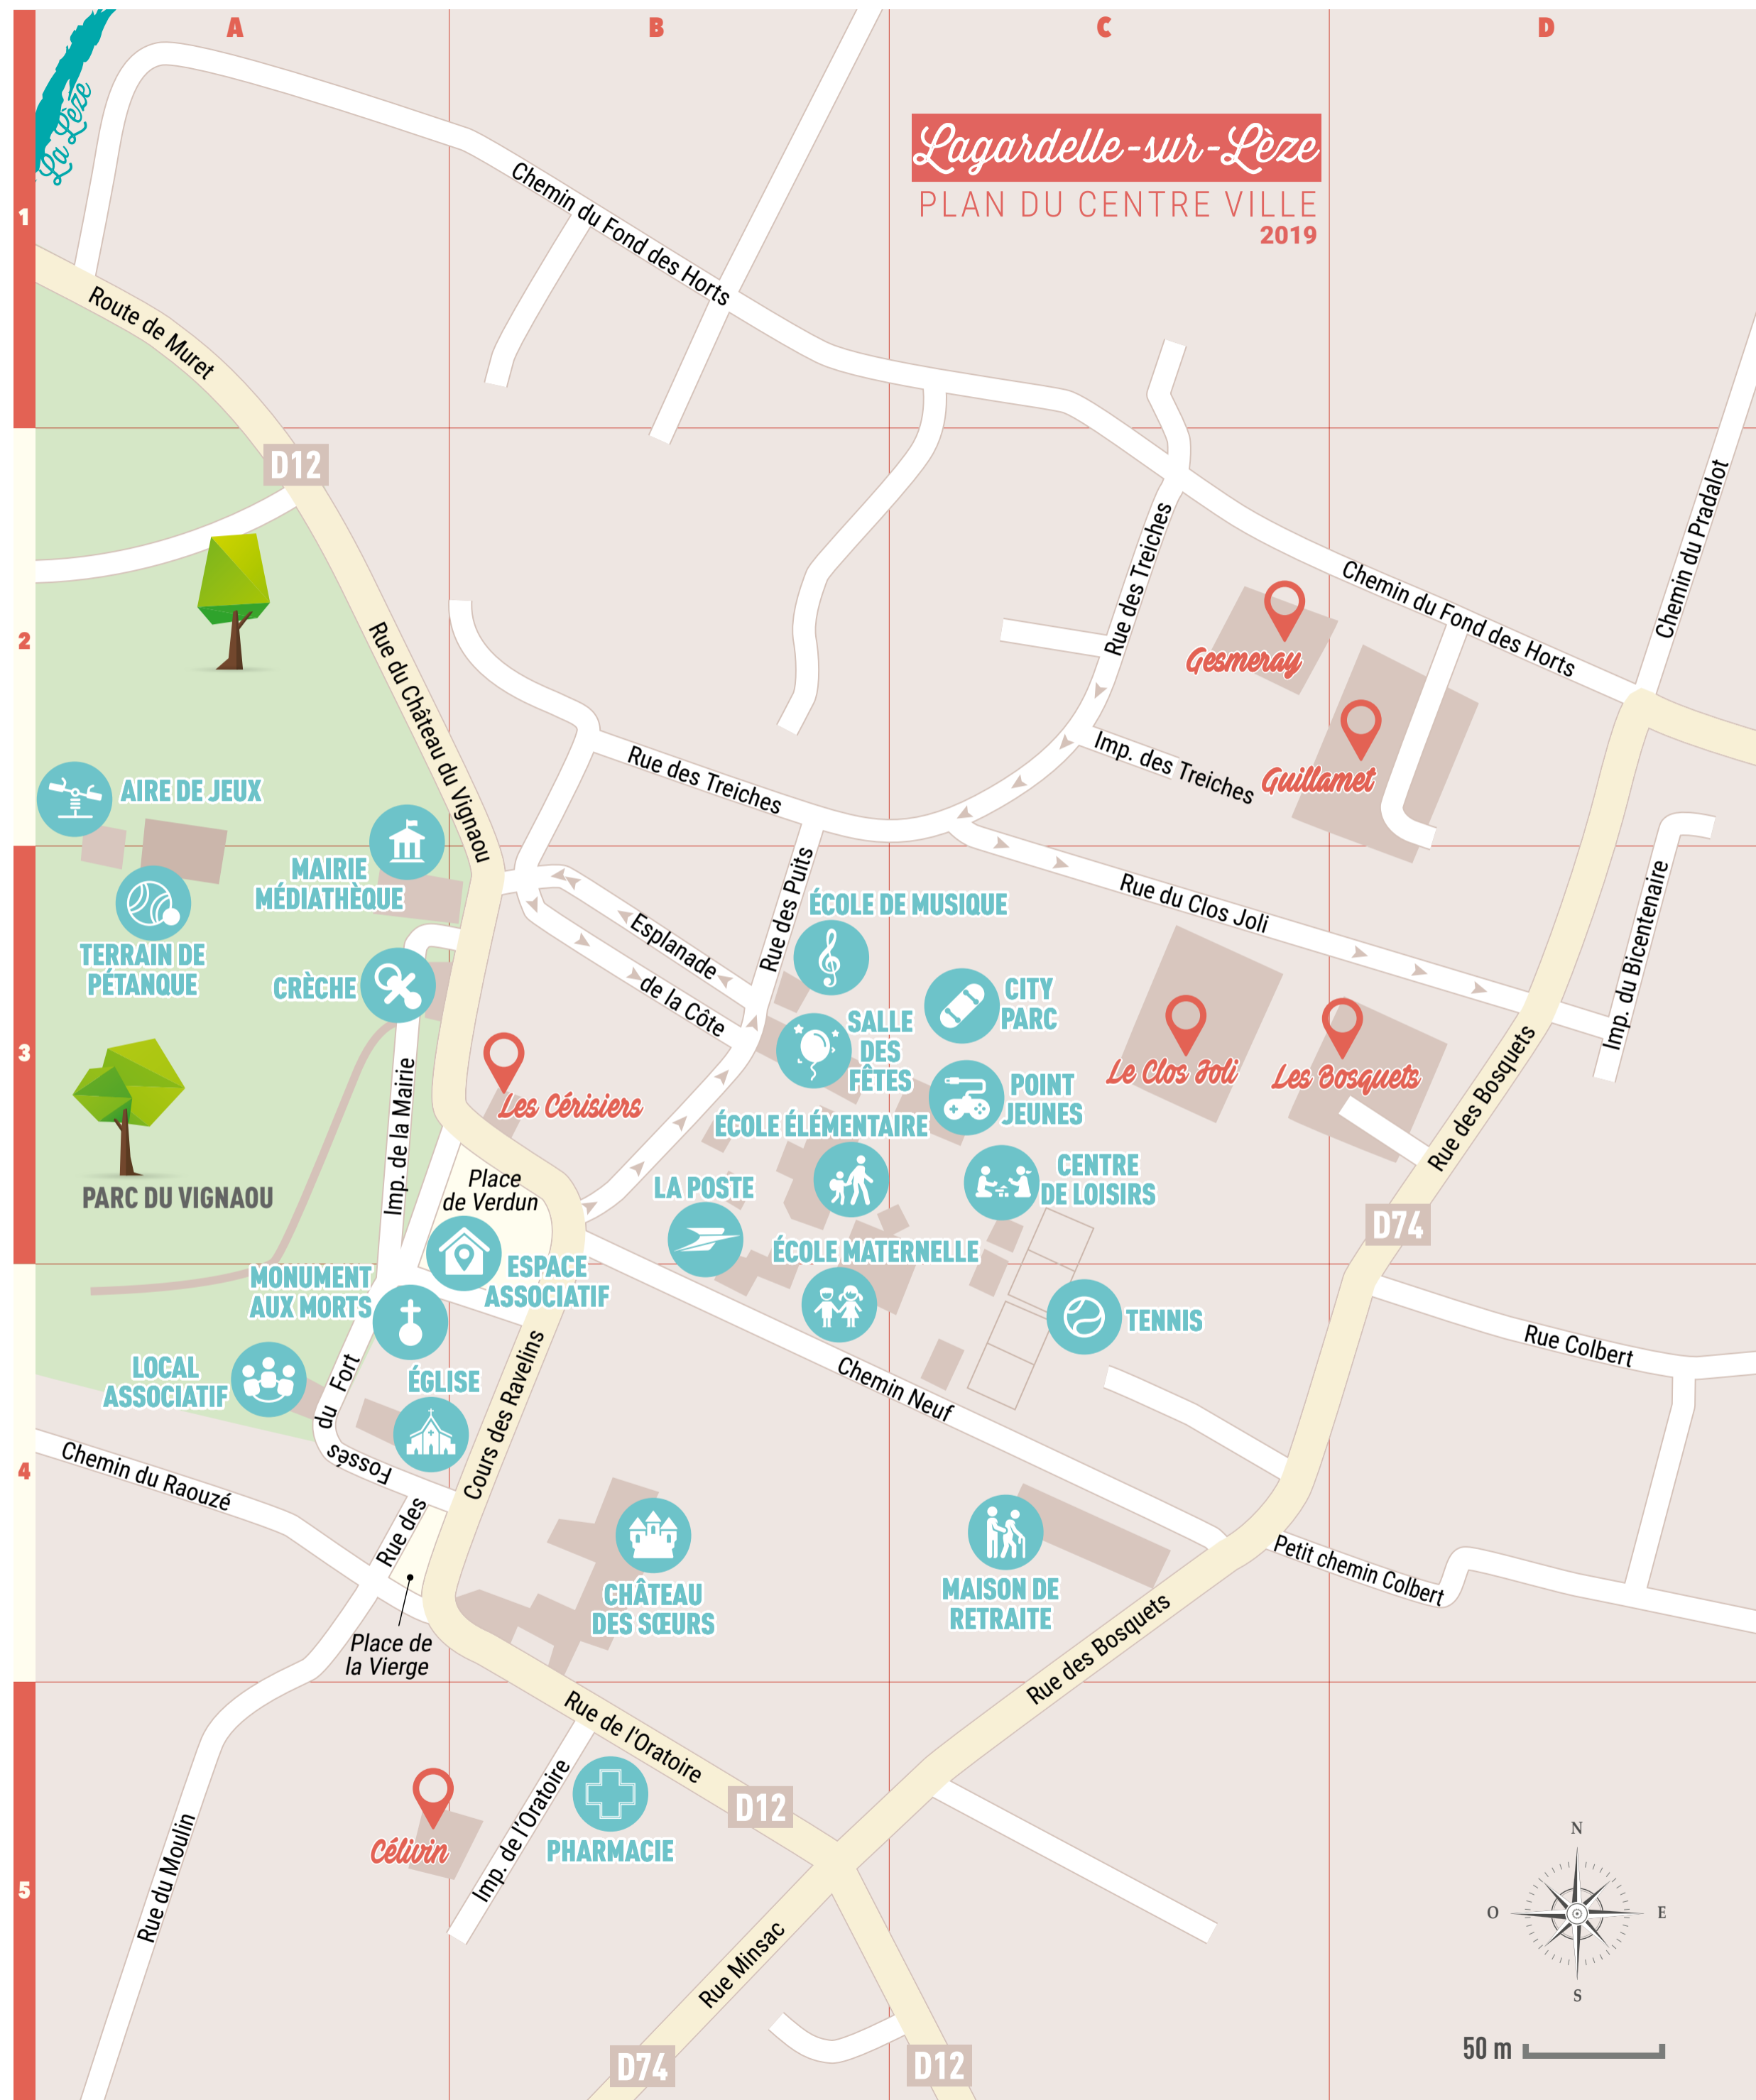 A
B
C
D
1
2
3
4
5
La Lèze
Lagardelle-sur-Lèze
PLAN DU CENTRE VILLE
2019
Chemin du Fond des Horts
Route de Muret
D12
Rue du Château du Vignaou
Rue des Treiches
Chemin du Pradalot
Chemin du Fond des Horts
Gesmeray
Guillamet
Imp. des Treiches
Rue des Treiches
AIRE DE JEUX
MAIRIE
MÉDIATHÈQUE
TERRAIN DE
PÉTANQUE
CRÈCHE
Esplanade
de la Côte
Rue des Puits
ÉCOLE DE MUSIQUE
Rue du Clos Joli
Imp. du Bicentenaire
CITY
PARC
SALLE
DES
FÊTES
POINT
JEUNES
Le Clos Joli
Les Bosquets
Rue des Bosquets
Les Cérisiers
ÉCOLE ÉLÉMENTAIRE
Imp. de la Mairie
PARC DU VIGNAOU
Place
de Verdun
LA POSTE
CENTRE
DE LOISIRS
D74
ÉCOLE MATERNELLE
MONUMENT
AUX MORTS
ESPACE
ASSOCIATIF
TENNIS
Rue Colbert
LOCAL
ASSOCIATIF
ÉGLISE
Rue des
Fossés
du Fort
Cours des Ravelins
Chemin Neuf
Chemin du Raouzé
Place de
la Vierge
CHÂTEAU
DES SŒURS
MAISON DE
RETRAITE
Petit chemin Colbert
Rue des Bosquets
Rue de l'Oratoire
D12
Célivin
Imp. de l'Oratoire
PHARMACIE
Rue du Moulin
Rue Minsac
D74
D12
N
O
E
S
50 m